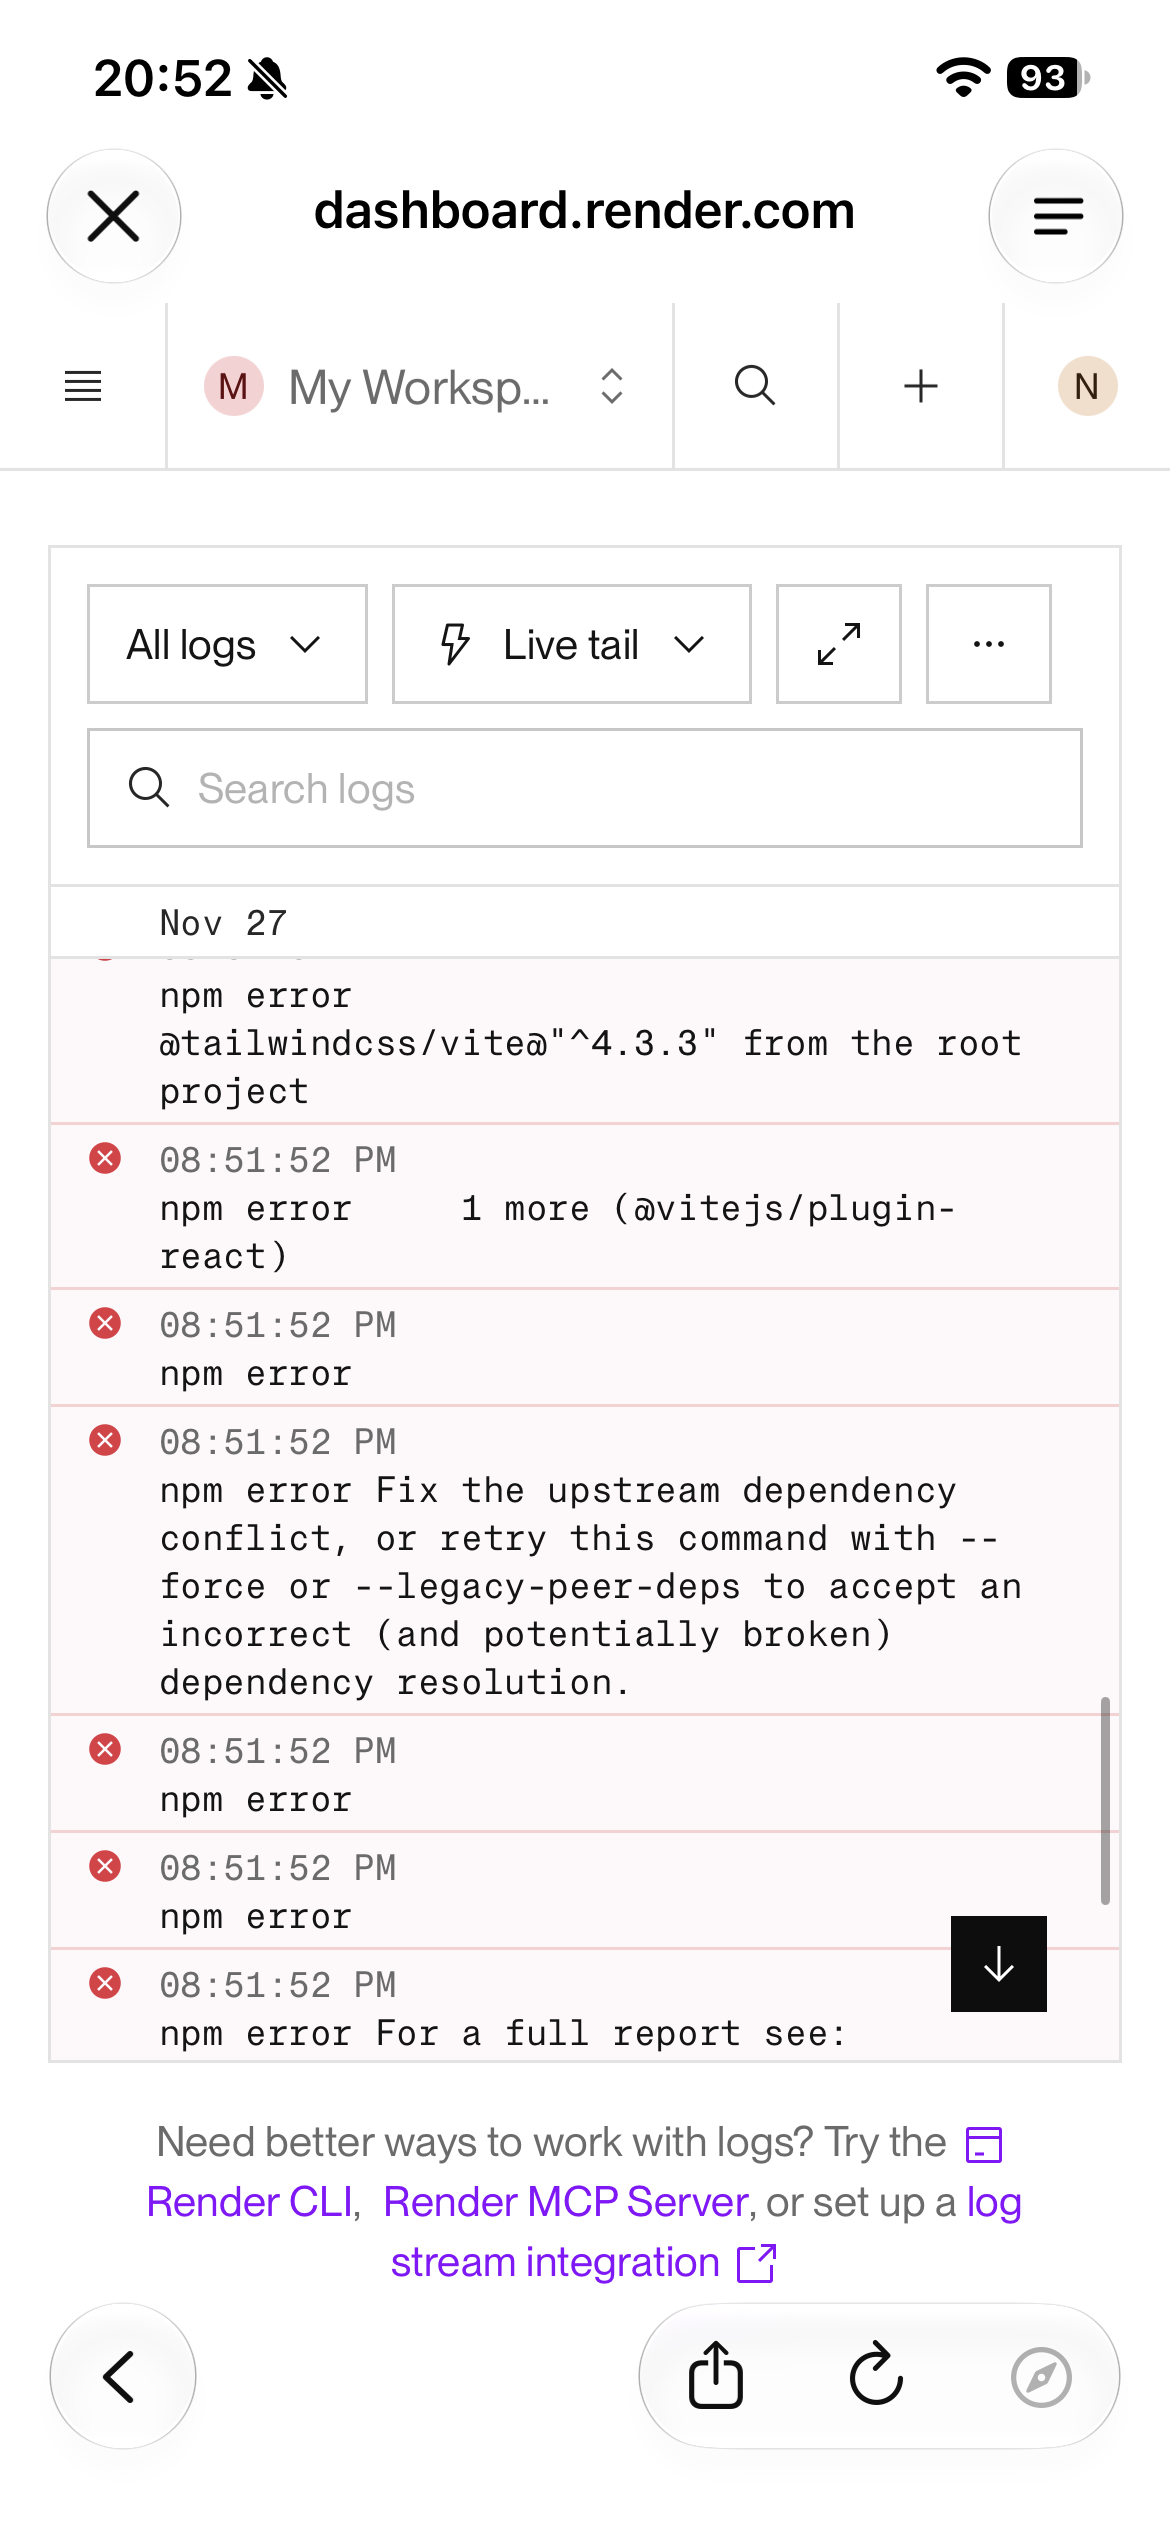 20:52
93
dashboard.render.com
M My Worksp...
N
All logs
Live tail
Search logs
Nov 27
npm error
@tailwindcss/vite@"^4.3.3" from the root
project
08:51:52 PM
npm error     1 more (@vitejs/plugin-
react)
08:51:52 PM
npm error
08:51:52 PM
npm error Fix the upstream dependency
conflict, or retry this command with --
force or --legacy-peer-deps to accept an
incorrect (and potentially broken)
dependency resolution.
08:51:52 PM
npm error
08:51:52 PM
npm error
08:51:52 PM
npm error For a full report see:
Need better ways to work with logs? Try the
Render CLI, Render MCP Server, or set up a log
stream integration